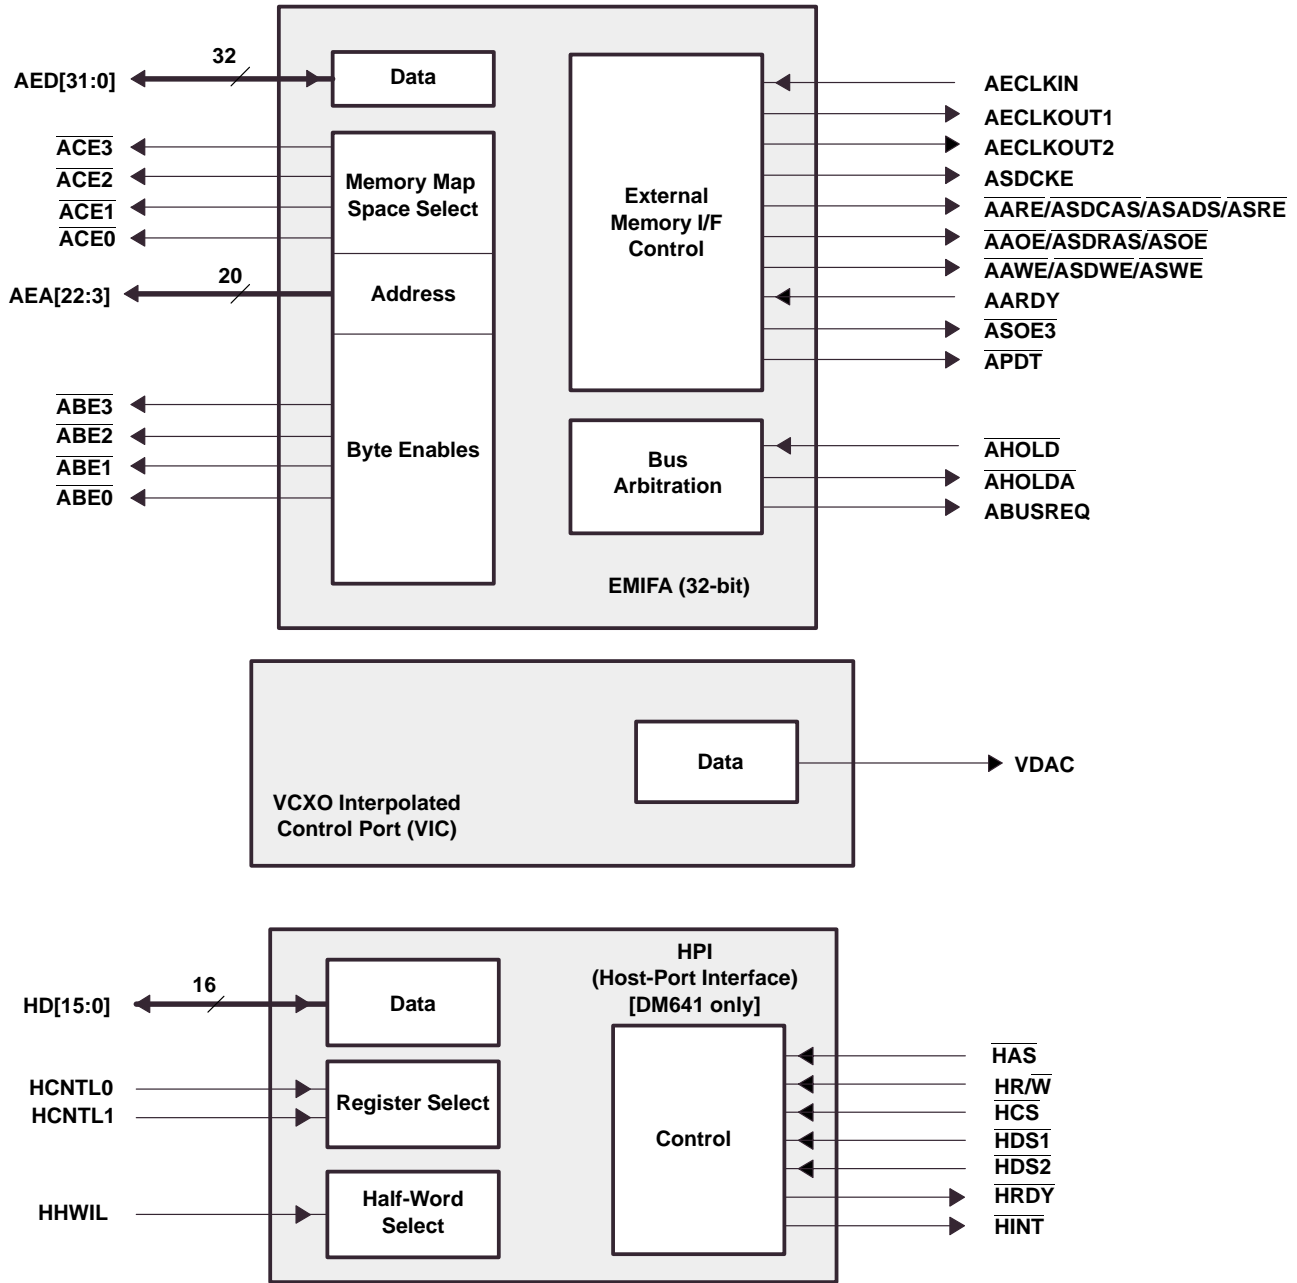 32
AED[31:0]
Data
ACE3
ACE2
ACE1
ACE0
Memory Map
Space Select
20
AEA[22:3]
Address
ABE3
ABE2
ABE1
ABE0
Byte Enables
External
Memory I/F
Control
AECLKIN
AECLKOUT1
AECLKOUT2
ASDCKE
AARE/ASDCAS/ASADS/ASRE
AAOE/ASDRAS/ASOE
AAWE/ASDWE/ASWE
AARDY
ASOE3
APDT
Bus
Arbitration
AHOLD
AHOLDA
ABUSREQ
EMIFA (32-bit)
Data
VDAC
VCXO Interpolated
Control Port (VIC)
HPI
(Host-Port Interface)
[DM641 only]
16
HD[15:0]
Data
HCNTL0
HCNTL1
Register Select
HHWIL
Half-Word
Select
Control
HAS
HR/W
HCS
HDS1
HDS2
HRDY
HINT